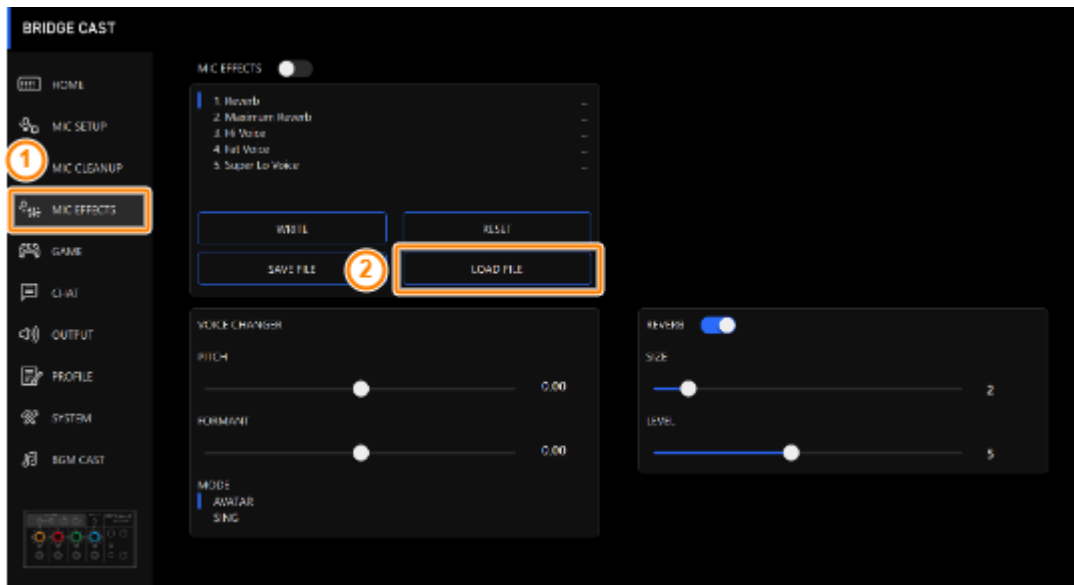 BRIDGE CAST
HOME
MIC SETUP
1
MIC CLEANUP
MIC EFFECTS
GAME
CHAT
OUTPUT
PROFILE
SYSTEM
BGM CAST
MIC EFFECTS
1. Reverb
2. Maximum Reverb
3. Hi Voice
4. Fat Voice
5. Super Lo Voice
WRITE
RESET
SAVE FILE
2
LOAD FILE
VOICE CHANGER
PITCH
0.00
FORMANT
0.00
MODE
AVATAR
SING
REVERB
SIZE
2
LEVEL
5